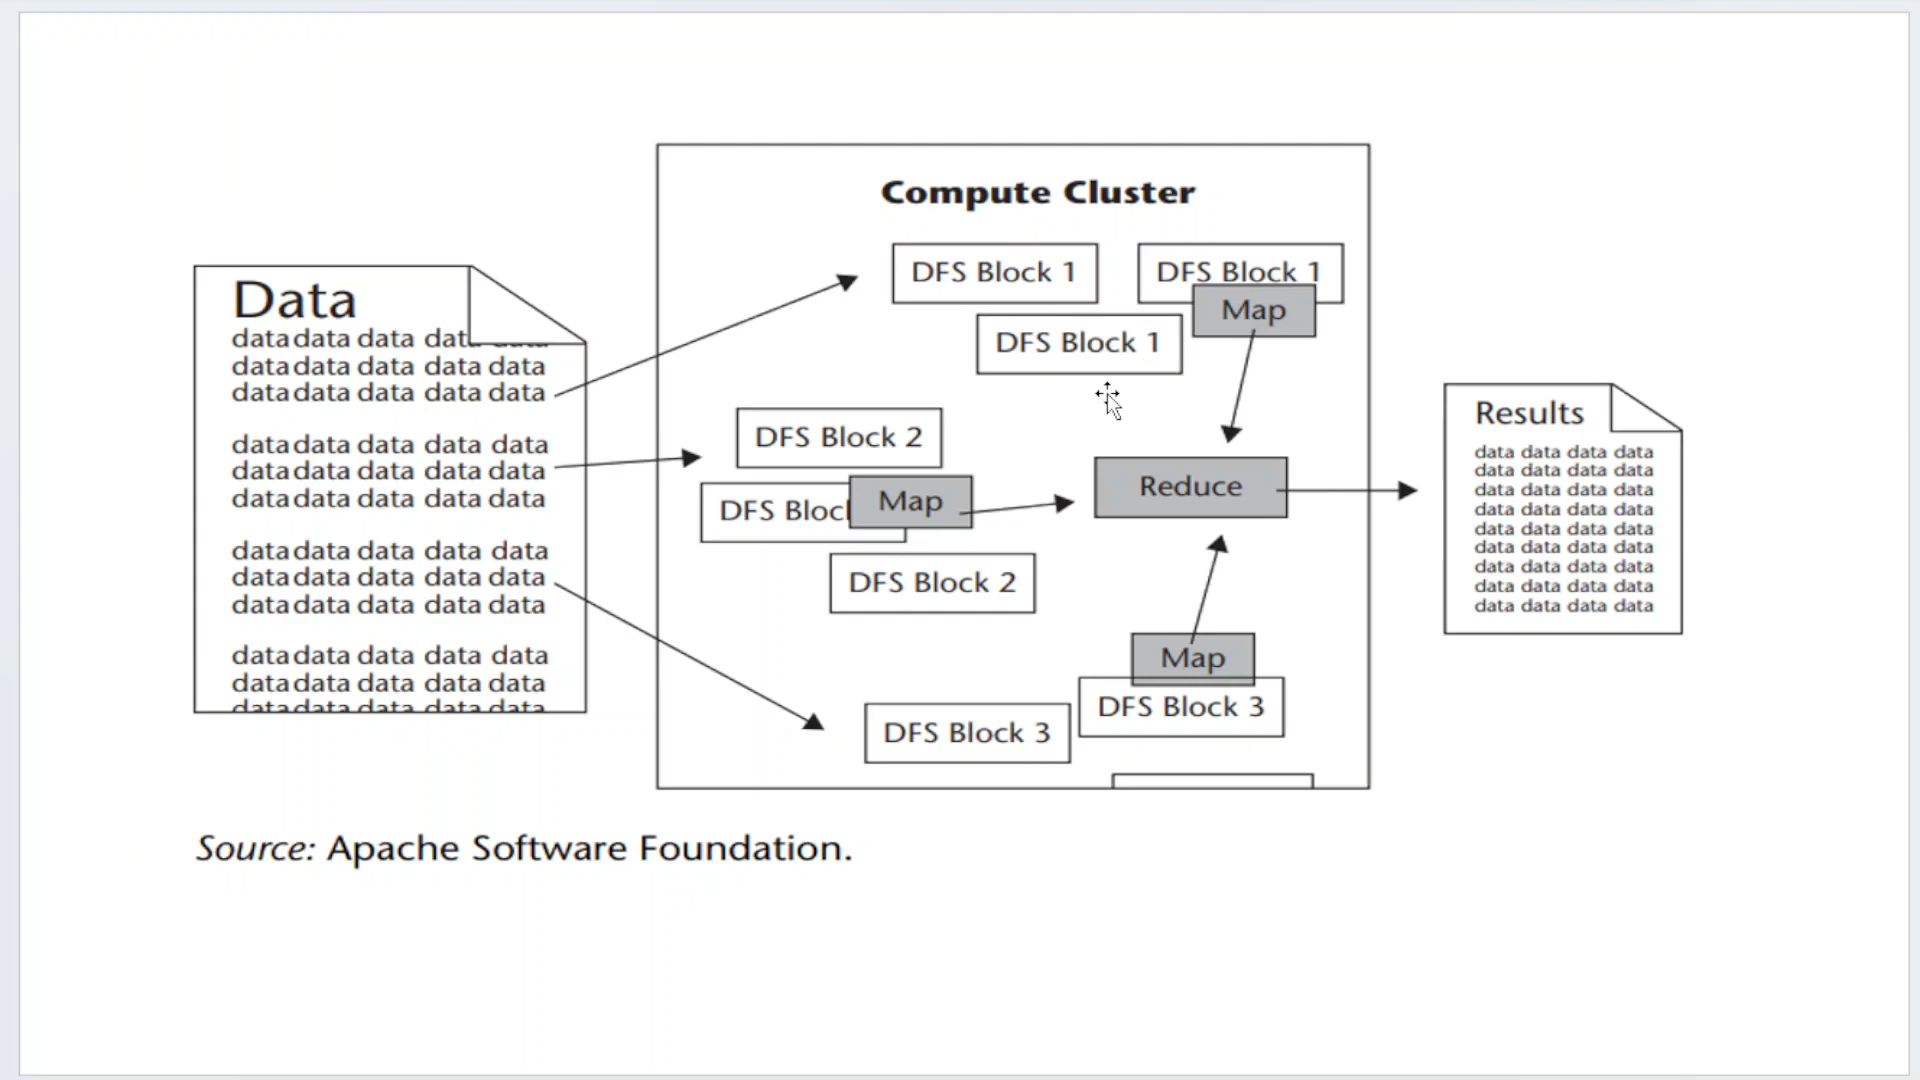 Compute Cluster
DFS Block 1
DFS Block 1
Map
DFS Block 1
Data
data data data
data data data data data
data data data data data
data data data data data
data data data data data
data data data data data
data data data data data
data data data data data
data data data data data
data data data data data
data data data data data
data data data data data
DFS Block 2
DFS
Map
DFS Block 2
Reduce
Map
DFS Block 3
DFS Block 3
Results
data data data data
data data data data
data data data data
data data data data
data data data data
data data data data
data data data data
data data data data
data data data data
Source: Apache Software Foundation.